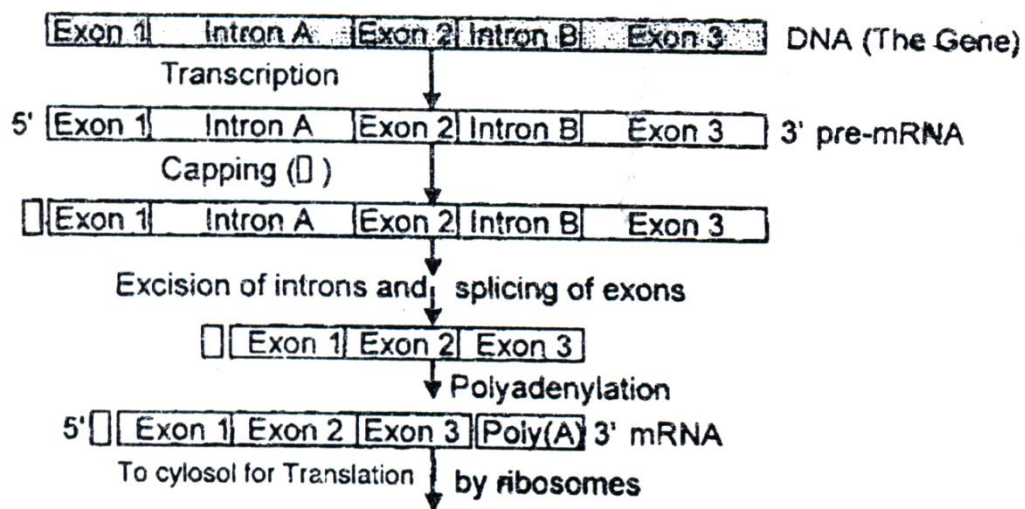 Exon 1 Intron A Exon 2 Intron B Exon 3 DNA (The Gene)
Transcription
5' Exon 1 Intron A Exon 2 Intron B Exon 3 3' pre-mRNA
Capping (▯)
Exon 1 Intron A Exon 2 Intron B Exon 3
Excision of introns and splicing of exons
Exon 1 Exon 2 Exon 3
Polyadenylation
5' Exon 1 Exon 2 Exon 3 Poly(A) 3' mRNA
To cylosol for Translation by ribosomes